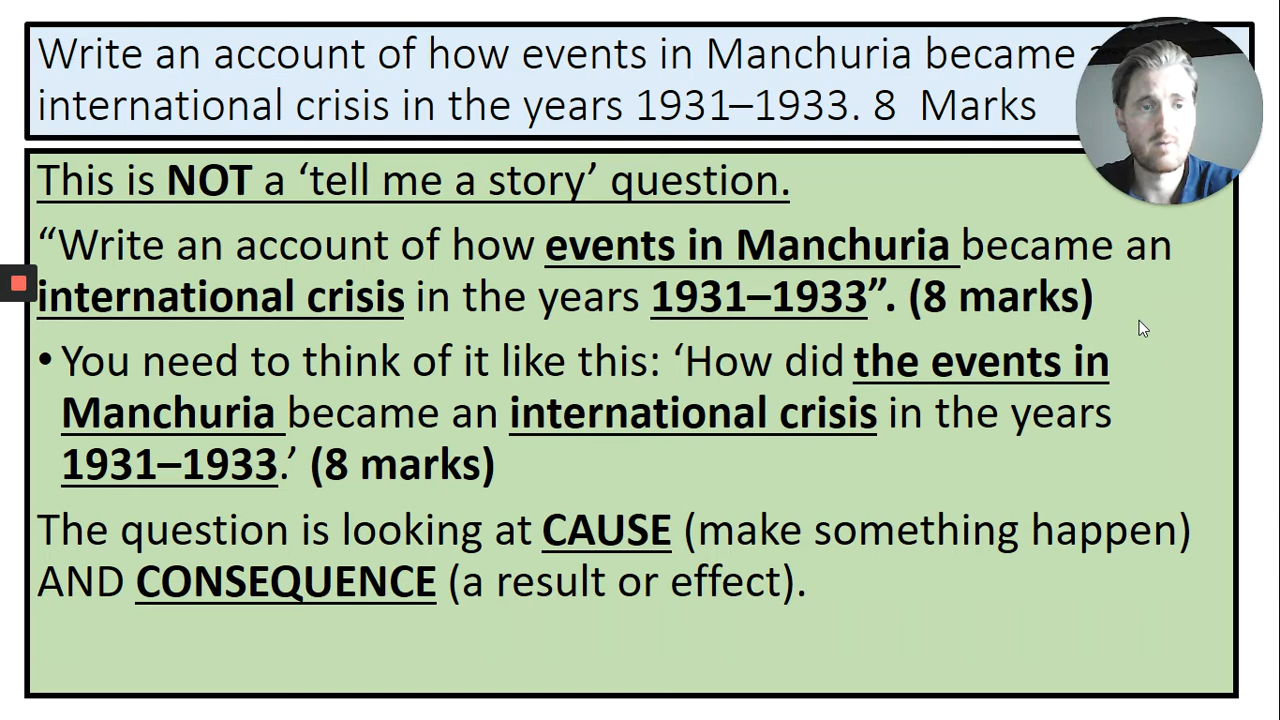 Write an account of how events in Manchuria became
international crisis in the years 1931–1933. 8 Marks
This is NOT a ‘tell me a story’ question.
“Write an account of how events in Manchuria became an
international crisis in the years 1931–1933”. (8 marks)
• You need to think of it like this: ‘How did the events in
Manchuria became an international crisis in the years
1931–1933.’ (8 marks)
The question is looking at CAUSE (make something happen)
AND CONSEQUENCE (a result or effect).